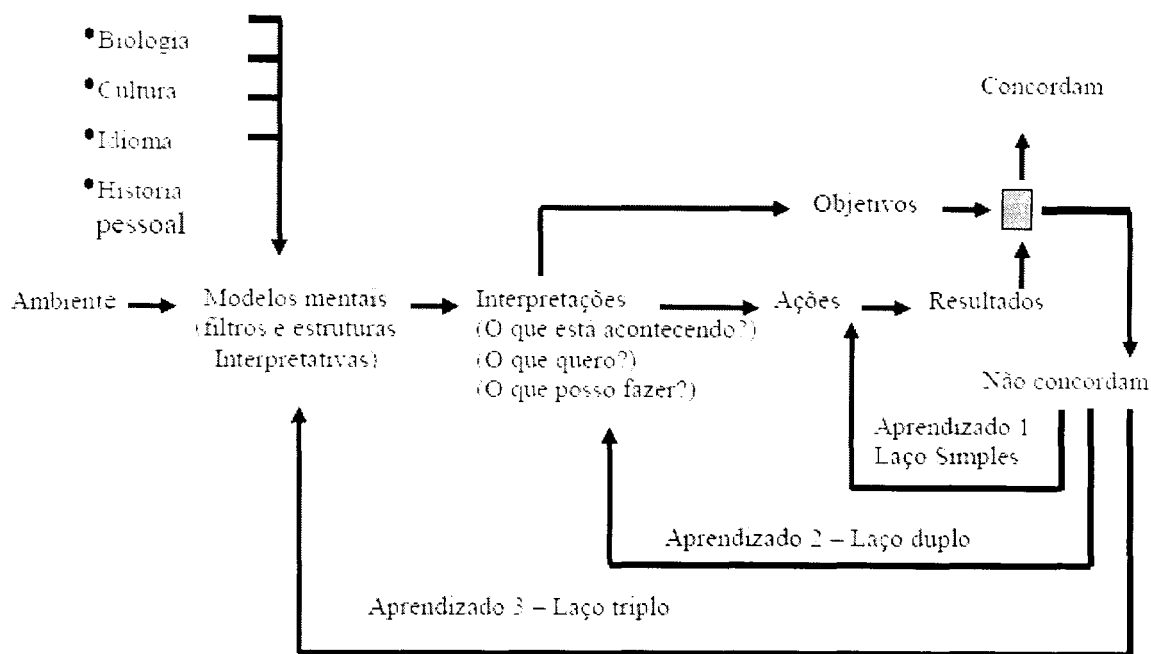 •Biologia
•Cultura
•Idioma
•Historia
pessoal
Concordam
Objetivos
Ambiente
Modelos mentais
(filtros e estruturas
Interpretativas)
Interpretações
(O que está acontecendo?)
(O que quero?)
(O que posso fazer?)
Ações
Resultados
Não concordam
Aprendizado 1
Laço Simples
Aprendizado 2 – Laço duplo
Aprendizado 3 – Laço triplo